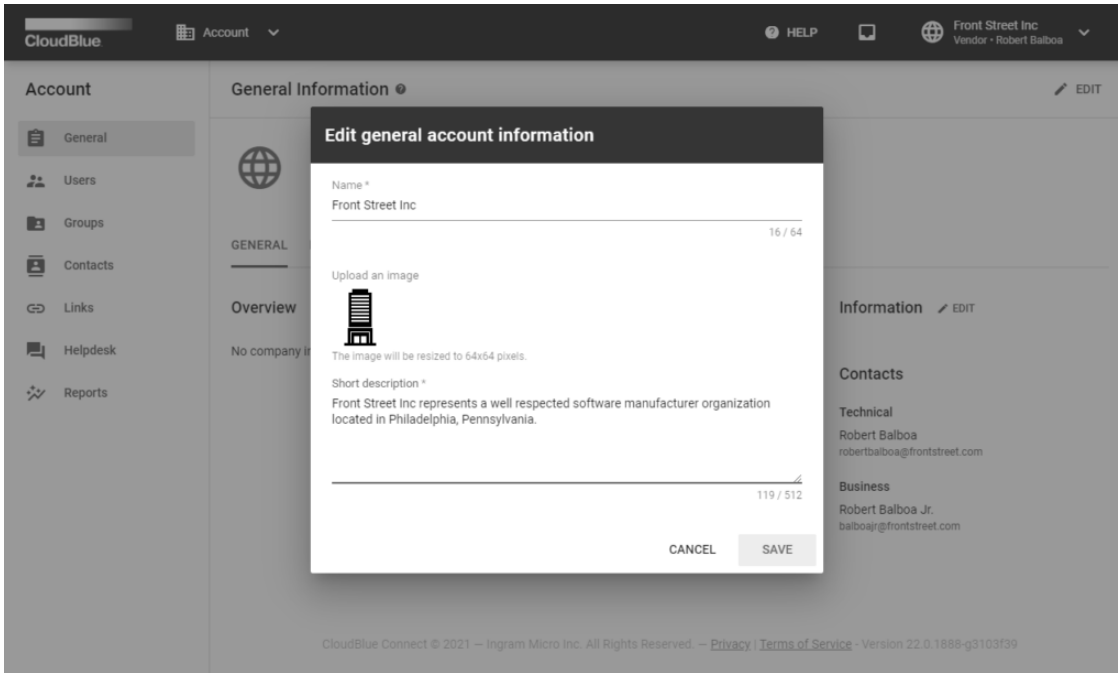 CloudBlue
Account
HELP
Front Street Inc
Vendor • Robert Balboa
Account
General Information
EDIT
General
Users
Groups
Contacts
Links
Helpdesk
Reports
GENERAL
Overview
No company in
Edit general account information
Name *
Front Street Inc
16 / 64
Upload an image
The image will be resized to 64x64 pixels.
Short description *
Front Street Inc represents a well respected software manufacturer organization
located in Philadelphia, Pennsylvania.
119 / 512
CANCEL
SAVE
Information
EDIT
Contacts
Technical
Robert Balboa
robertbalboa@frontstreet.com
Business
Robert Balboa Jr.
balboajr@frontstreet.com
CloudBlue Connect © 2021 — Ingram Micro Inc. All Rights Reserved. — Privacy | Terms of Service - Version 22.0.1888-g3103f39